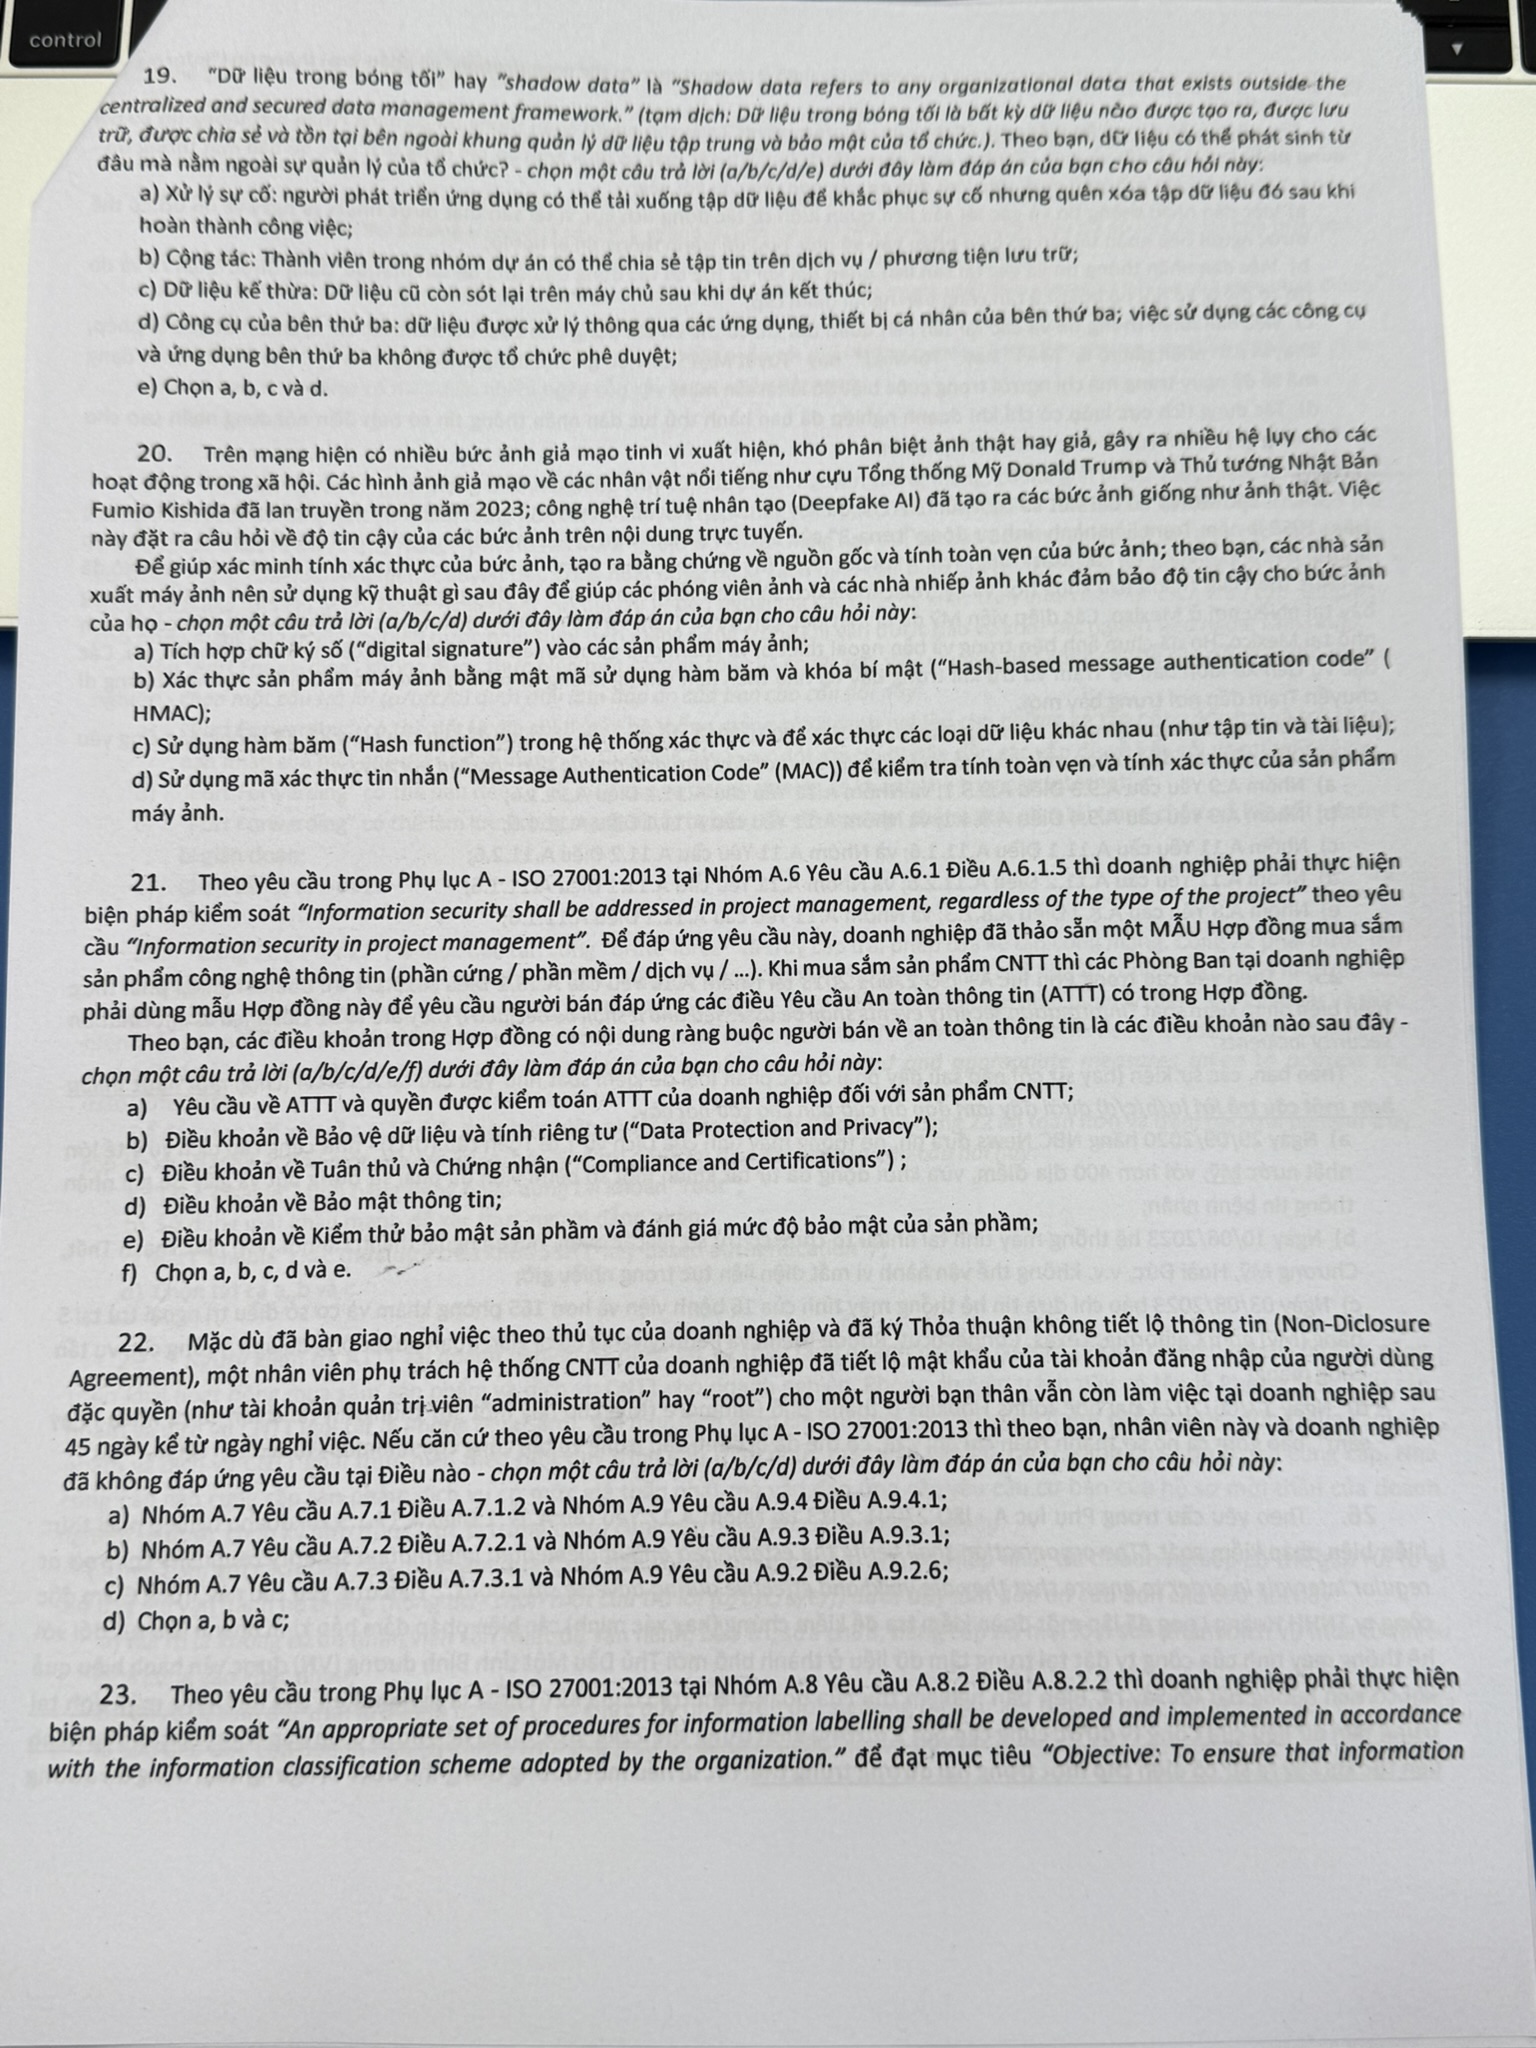 control
19. “Dữ liệu trong bóng tối” hay “shadow data” là “Shadow data refers to any organizational data that exists outside the
centralized and secured data management framework.” (tạm dịch: Dữ liệu trong bóng tối là bất kỳ dữ liệu nào được tạo ra, được lưu
trữ, được chia sẻ và tồn tại bên ngoài khung quản lý dữ liệu tập trung và bảo mật của tổ chức.). Theo bạn, dữ liệu có thể phát sinh từ
đâu mà nằm ngoài sự quản lý của tổ chức? - chọn một câu trả lời (a/b/c/d/e) dưới đây làm đáp án của bạn cho câu hỏi này:
a) Xử lý sự cố: người phát triển ứng dụng có thể tải xuống tập dữ liệu để khắc phục sự cố nhưng quên xóa tập dữ liệu đó sau khi
hoàn thành công việc;
b) Cộng tác: Thành viên trong nhóm dự án có thể chia sẻ tập tin trên dịch vụ / phương tiện lưu trữ;
c) Dữ liệu kế thừa: Dữ liệu cũ còn sót lại trên máy chủ sau khi dự án kết thúc;
d) Công cụ của bên thứ ba: dữ liệu được xử lý thông qua các ứng dụng, thiết bị cá nhân của bên thứ ba; việc sử dụng các công cụ
và ứng dụng bên thứ ba không được tổ chức phê duyệt;
e) Chọn a, b, c và d.
20. Trên mạng hiện có nhiều bức ảnh giả mạo tinh vi xuất hiện, khó phân biệt ảnh thật hay giả, gây ra nhiều hệ lụy cho các
hoạt động trong xã hội. Các hình ảnh giả mạo về các nhân vật nổi tiếng như cựu Tổng thống Mỹ Donald Trump và Thủ tướng Nhật Bản
Fumio Kishida đã lan truyền trong năm 2023; công nghệ trí tuệ nhân tạo (Deepfake AI) đã tạo ra các bức ảnh giống như ảnh thật. Việc
này đặt ra câu hỏi về độ tin cậy của các bức ảnh trên nội dung trực tuyến.
Để giúp xác minh tính xác thực của bức ảnh, tạo ra bằng chứng về nguồn gốc và tính toàn vẹn của bức ảnh; theo bạn, các nhà sản
xuất máy ảnh nên sử dụng kỹ thuật gì sau đây để giúp các phóng viên ảnh và các nhà nhiếp ảnh khác đảm bảo độ tin cậy cho bức ảnh
của họ - chọn một câu trả lời (a/b/c/d) dưới đây làm đáp án của bạn cho câu hỏi này:
a) Tích hợp chữ ký số (“digital signature”) vào các sản phẩm máy ảnh;
b) Xác thực sản phẩm máy ảnh bằng mật mã sử dụng hàm băm và khóa bí mật (“Hash-based message authentication code” (
HMAC);
c) Sử dụng hàm băm (“Hash function”) trong hệ thống xác thực và để xác thực các loại dữ liệu khác nhau (như tập tin và tài liệu);
d) Sử dụng mã xác thực tin nhắn (“Message Authentication Code” (MAC)) để kiểm tra tính toàn vẹn và tính xác thực của sản phẩm
máy ảnh.
21. Theo yêu cầu trong Phụ lục A - ISO 27001:2013 tại Nhóm A.6 Yêu cầu A.6.1 Điều A.6.1.5 thì doanh nghiệp phải thực hiện
biện pháp kiểm soát “Information security shall be addressed in project management, regardless of the type of the project” theo yêu
cầu “Information security in project management”. Để đáp ứng yêu cầu này, doanh nghiệp đã thảo sẵn một MẪU Hợp đồng mua sắm
sản phẩm công nghệ thông tin (phần cứng / phần mềm / dịch vụ / ...). Khi mua sắm sản phẩm CNTT thì các Phòng Ban tại doanh nghiệp
phải dùng mẫu Hợp đồng này để yêu cầu người bán đáp ứng các điều Yêu cầu An toàn thông tin (ATTT) có trong Hợp đồng.
Theo bạn, các điều khoản trong Hợp đồng có nội dung ràng buộc người bán về an toàn thông tin là các điều khoản nào sau đây -
chọn một câu trả lời (a/b/c/d/e/f) dưới đây làm đáp án của bạn cho câu hỏi này:
a) Yêu cầu về ATTT và quyền được kiểm toán ATTT của doanh nghiệp đối với sản phẩm CNTT;
b) Điều khoản về Bảo vệ dữ liệu và tính riêng tư (“Data Protection and Privacy”);
c) Điều khoản về Tuân thủ và Chứng nhận (“Compliance and Certifications”) ;
d) Điều khoản về Bảo mật thông tin;
e) Điều khoản về Kiểm thử bảo mật sản phầm và đánh giá mức độ bảo mật của sản phầm;
f) Chọn a, b, c, d và e.
22. Mặc dù đã bàn giao nghỉ việc theo thủ tục của doanh nghiệp và đã ký Thỏa thuận không tiết lộ thông tin (Non-Diclosure
Agreement), một nhân viên phụ trách hệ thống CNTT của doanh nghiệp đã tiết lộ mật khẩu của tài khoản đăng nhập của người dùng
đặc quyền (như tài khoản quản trị viên “administration” hay “root”) cho một người bạn thân vẫn còn làm việc tại doanh nghiệp sau
45 ngày kể từ ngày nghỉ việc. Nếu căn cứ theo yêu cầu trong Phụ lục A - ISO 27001:2013 thì theo bạn, nhân viên này và doanh nghiệp
đã không đáp ứng yêu cầu tại Điều nào - chọn một câu trả lời (a/b/c/d) dưới đây làm đáp án của bạn cho câu hỏi này:
a) Nhóm A.7 Yêu cầu A.7.1 Điều A.7.1.2 và Nhóm A.9 Yêu cầu A.9.4 Điều A.9.4.1;
b) Nhóm A.7 Yêu cầu A.7.2 Điều A.7.2.1 và Nhóm A.9 Yêu cầu A.9.3 Điều A.9.3.1;
c) Nhóm A.7 Yêu cầu A.7.3 Điều A.7.3.1 và Nhóm A.9 Yêu cầu A.9.2 Điều A.9.2.6;
d) Chọn a, b và c;
23. Theo yêu cầu trong Phụ lục A - ISO 27001:2013 tại Nhóm A.8 Yêu cầu A.8.2 Điều A.8.2.2 thì doanh nghiệp phải thực hiện
biện pháp kiểm soát “An appropriate set of procedures for information labelling shall be developed and implemented in accordance
with the information classification scheme adopted by the organization.” để đạt mục tiêu “Objective: To ensure that information